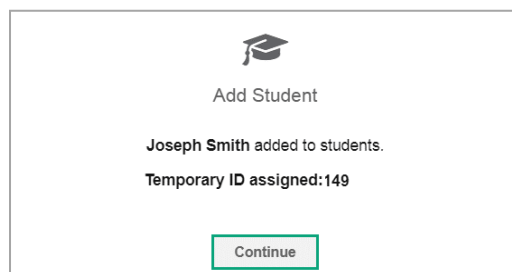 Add Student
Joseph Smith added to students.
Temporary ID assigned:149
Continue